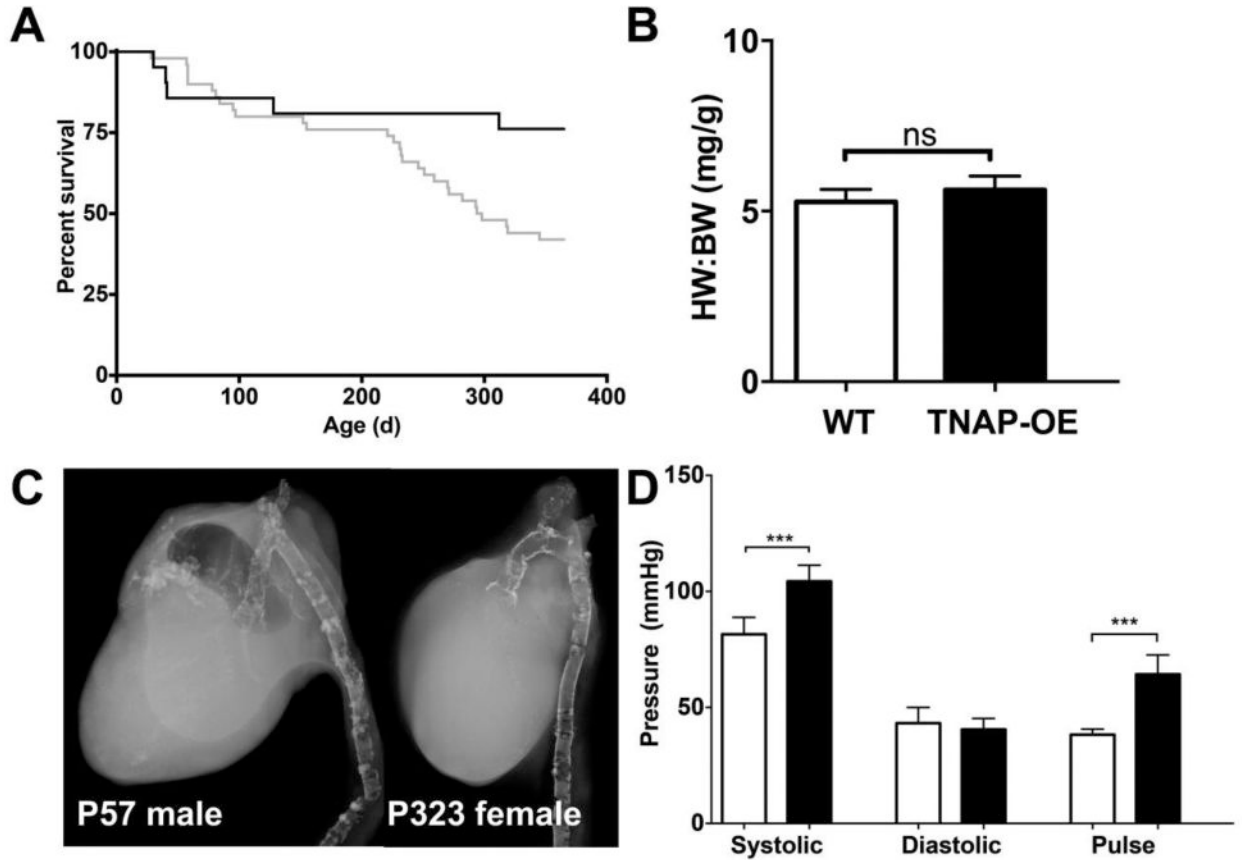 A
Percent survival
100
75
50
25
0
0 100 200 300 400
Age (d)
B
HW:BW (mg/g)
10
5
0
ns
WT TNAP-OE
C
P57 male P323 female
D
Pressure (mmHg)
150
100
50
0
***
***
Systolic Diastolic Pulse